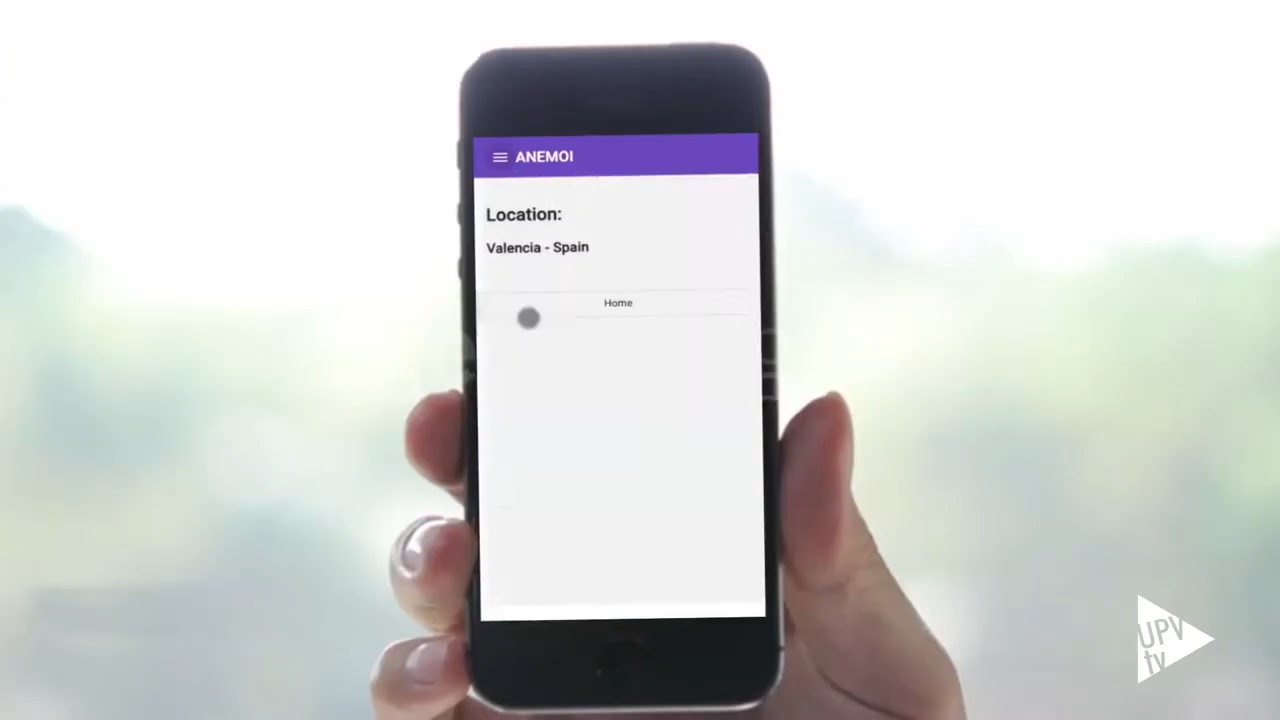 ANEMOI
Location:
Valencia - Spain
Home
UPV
tv